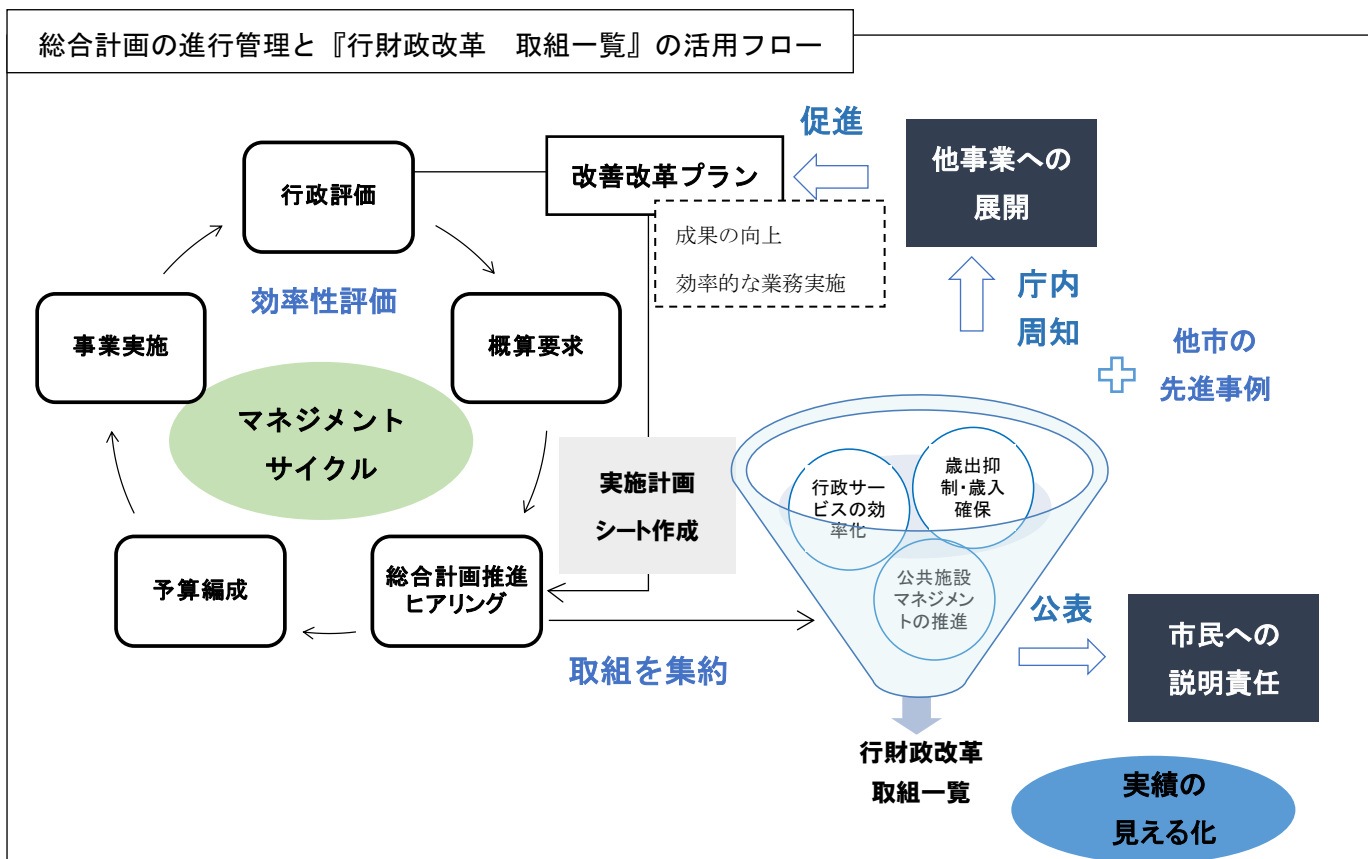 総合計画の進行管理と『行財政改革　取組一覧』の活用フロー
行政評価
効率性評価
事業実施
概算要求
マネジメント
サイクル
予算編成
総合計画推進
ヒアリング
改善改革プラン
成果の向上
効率的な業務実施
実施計画
シート作成
取組を集約
促進
他事業への
展開
庁内
周知
他市の
先進事例
行政サー
ビスの効
率化
歳出抑
制・歳入
確保
公共施設
マネジメン
トの推進
公表
市民への
説明責任
行財政改革
取組一覧
実績の
見える化